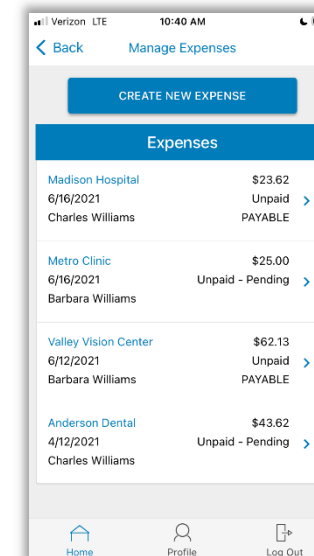 Verizon LTE 10:40 AM
Back Manage Expenses
CREATE NEW EXPENSE
Expenses
Madison Hospital $23.62
6/16/2021 Unpaid
Charles Williams PAYABLE
Metro Clinic $25.00
6/16/2021 Unpaid - Pending
Barbara Williams
Valley Vision Center $62.13
6/12/2021 Unpaid
Barbara Williams PAYABLE
Anderson Dental $43.62
4/12/2021 Unpaid - Pending
Charles Williams
Home Profile Log Out